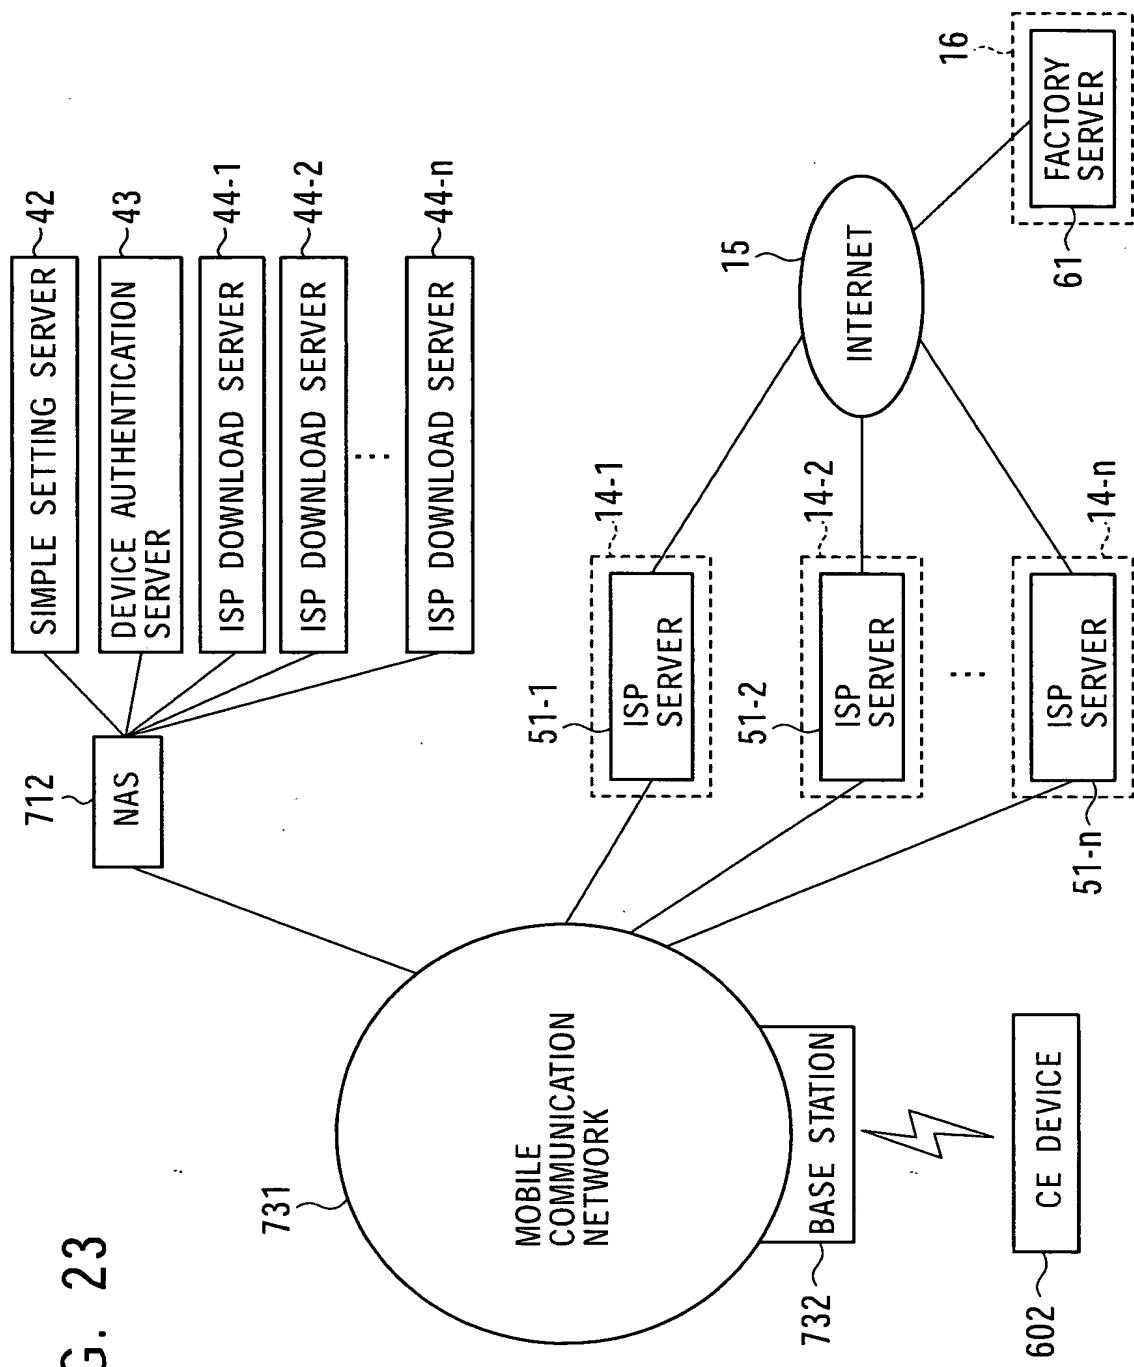 G. 23
SIMPLE SETTING SERVER
42
DEVICE AUTHENTICATION
SERVER
43
ISP DOWNLOAD SERVER
44-1
ISP DOWNLOAD SERVER
44-2
...
ISP DOWNLOAD SERVER
44-n
712
NAS
731
MOBILE
COMMUNICATION
NETWORK
14-1
51-1
ISP
SERVER
14-2
51-2
ISP
SERVER
...
14-n
51-n
ISP
SERVER
15
INTERNET
16
61
FACTORY
SERVER
732
BASE STATION
602
CE DEVICE